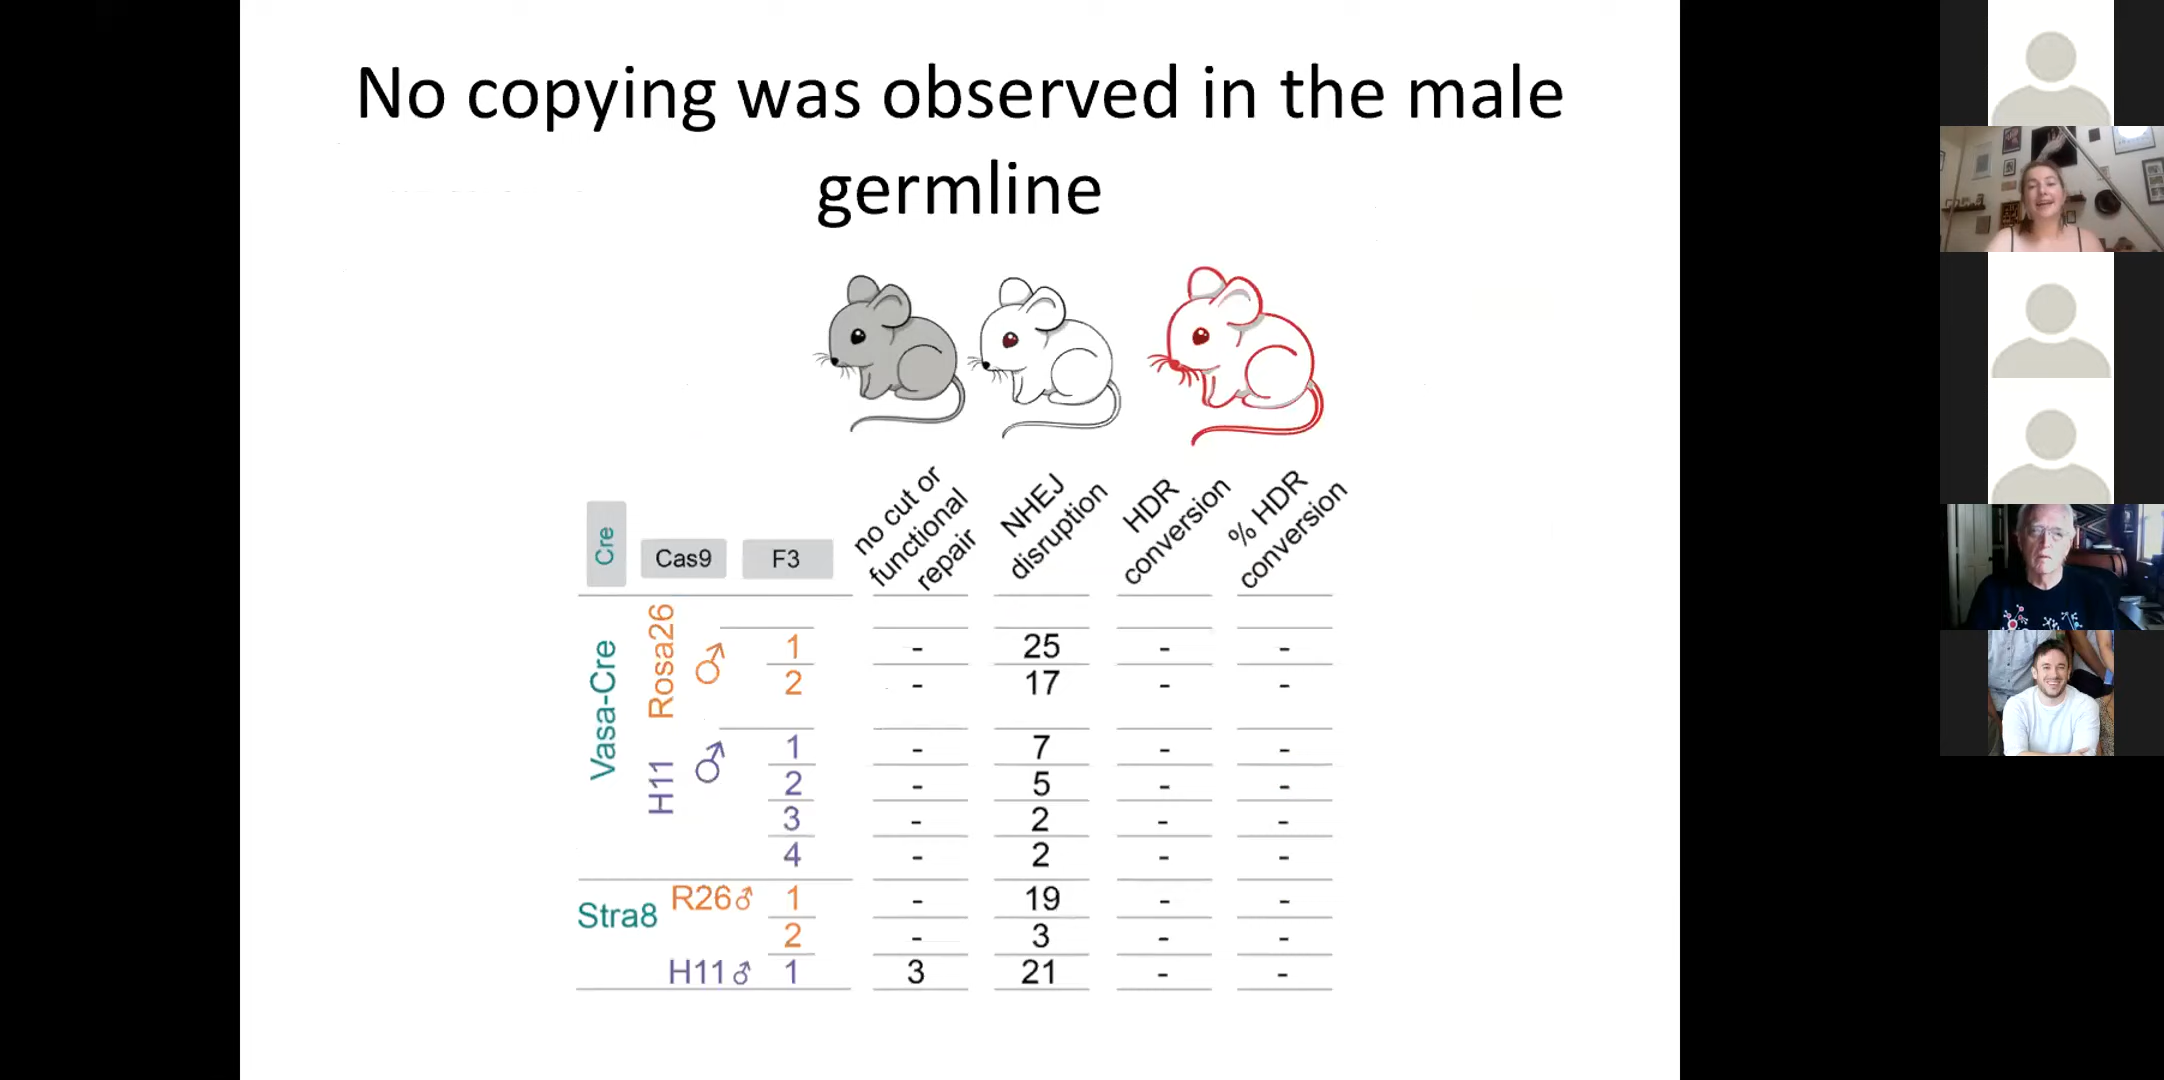 No copying was observed in the male
germline
no cut or
functional
repair
NHEJ
disruption
HDR
conversion
% HDR
conversion
Cre
Cas9
F3
Vasa-Cre
Rosa26
♂
1 - 25 - -
2 - 17 - -
H11
♂
1 - 7 - -
2 - 5 - -
3 - 2 - -
4 - 2 - -
Stra8
R26♂ 1 - 19 - -
2 - 3 - -
H11♂ 1 3 21 - -